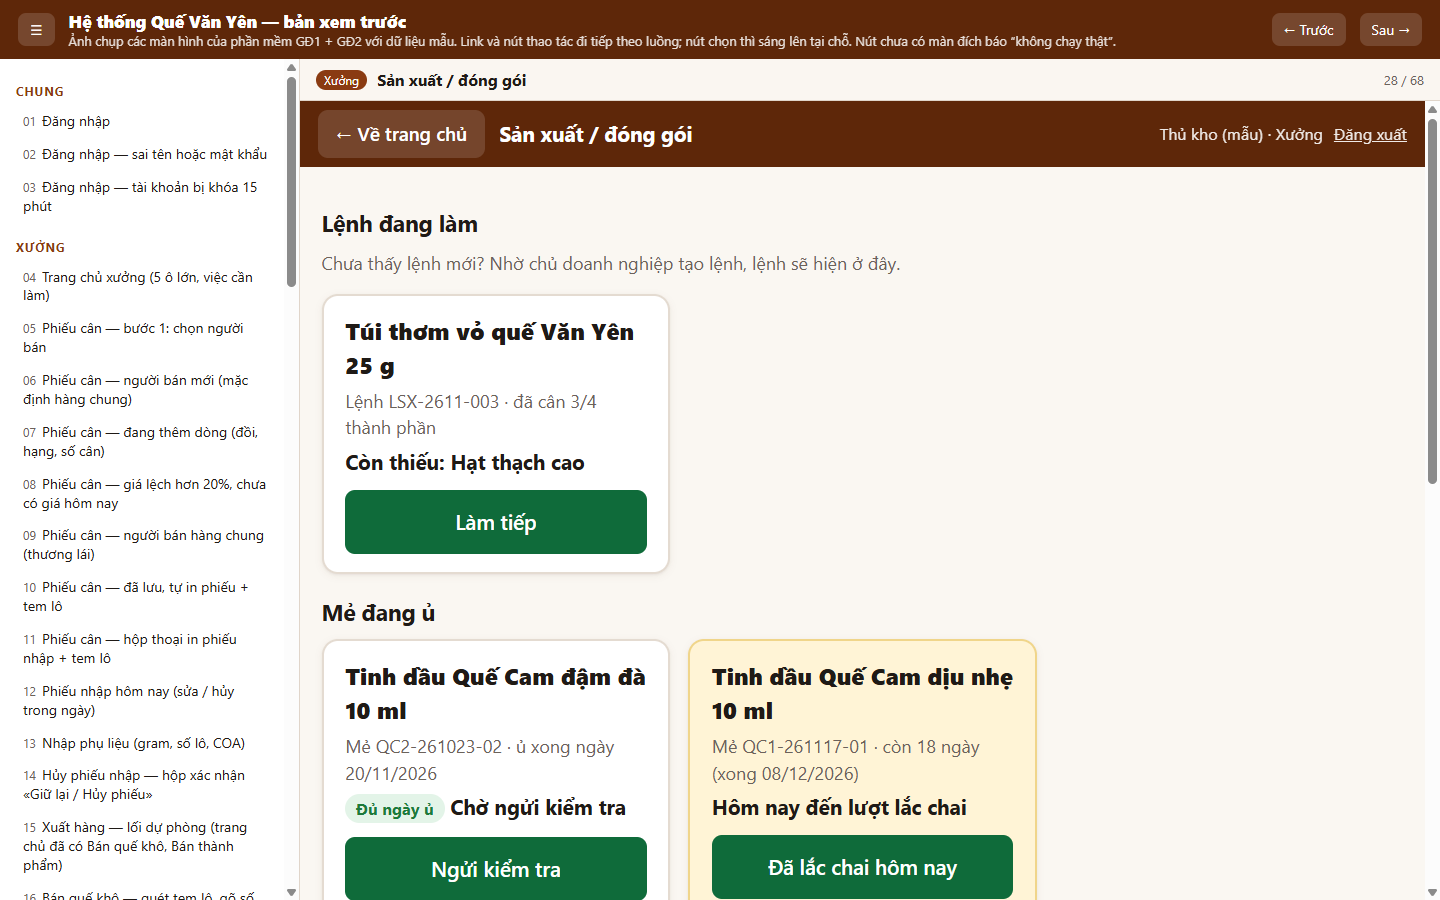 ☰
Hệ thống Quế Văn Yên — bản xem trước
Ảnh chụp các màn hình của phần mềm GĐ1 + GĐ2 với dữ liệu mẫu. Link và nút thao tác đi tiếp theo luồng; nút chọn thì sáng lên tại chỗ. Nút chưa có màn đích báo “không chạy thật”.
← Trước
Sau →
CHUNG
01 Đăng nhập
02 Đăng nhập — sai tên hoặc mật khẩu
03 Đăng nhập — tài khoản bị khóa 15
phút
XƯỞNG
04 Trang chủ xưởng (5 ô lớn, việc cần
làm)
05 Phiếu cân — bước 1: chọn người
bán
06 Phiếu cân — người bán mới (mặc
định hàng chung)
07 Phiếu cân — đang thêm dòng (đồi,
hạng, số cân)
08 Phiếu cân — giá lệch hơn 20%, chưa
có giá hôm nay
09 Phiếu cân — người bán hàng chung
(thương lái)
10 Phiếu cân — đã lưu, tự in phiếu +
tem lô
11 Phiếu cân — hộp thoại in phiếu
nhập + tem lô
12 Phiếu nhập hôm nay (sửa / hủy
trong ngày)
13 Nhập phụ liệu (gram, số lô, COA)
14 Hủy phiếu nhập — hộp xác nhận
«Giữ lại / Hủy phiếu»
15 Xuất hàng — lối dự phòng (trang
chủ đã có Bán quế khô, Bán thành
phẩm)
16 Bán quế khô — quét tem lô, gõ số
Xưởng
Sản xuất / đóng gói
28 / 68
← Về trang chủ
Sản xuất / đóng gói
Thủ kho (mẫu) · Xưởng
Đăng xuất
Lệnh đang làm
Chưa thấy lệnh mới? Nhờ chủ doanh nghiệp tạo lệnh, lệnh sẽ hiện ở đây.
Túi thơm vỏ quế Văn Yên
25 g
Lệnh LSX-2611-003 · đã cân 3/4
thành phần
Còn thiếu: Hạt thạch cao
Làm tiếp
Mẻ đang ủ
Tinh dầu Quế Cam đậm đà
10 ml
Mẻ QC2-261023-02 · ủ xong ngày
20/11/2026
Đủ ngày ủ
Chờ ngửi kiểm tra
Ngửi kiểm tra
Tinh dầu Quế Cam dịu nhẹ
10 ml
Mẻ QC1-261117-01 · còn 18 ngày
(xong 08/12/2026)
Hôm nay đến lượt lắc chai
Đã lắc chai hôm nay